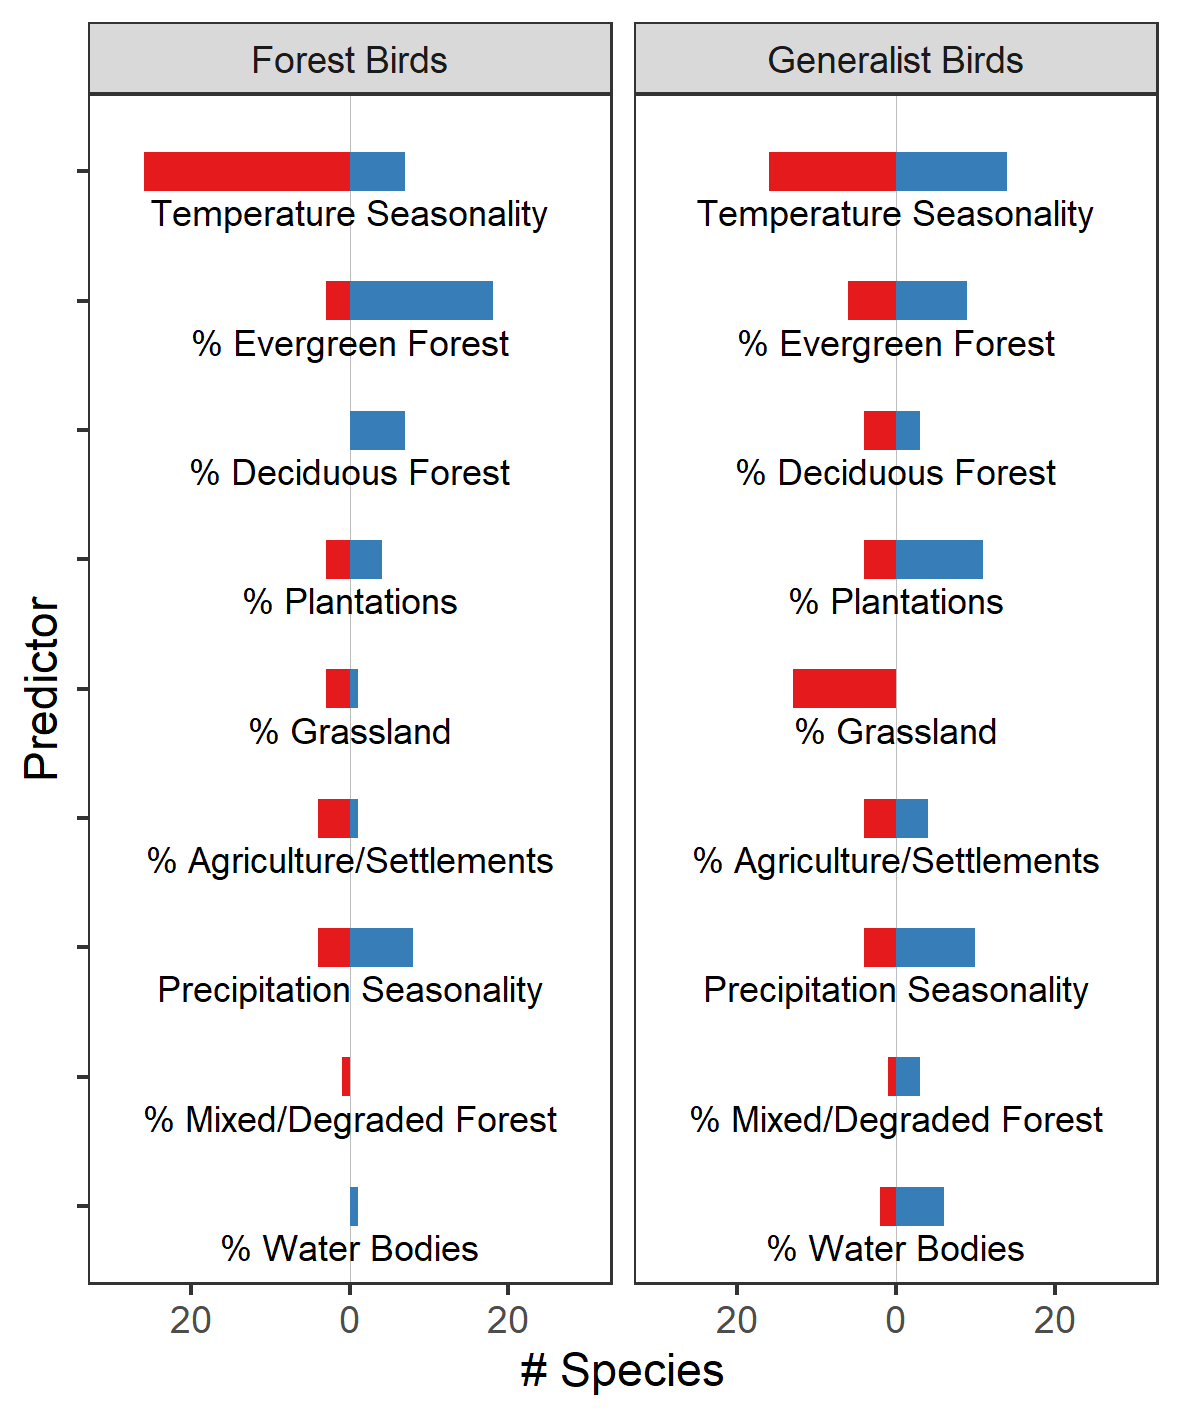 Forest Birds
Generalist Birds
Temperature Seasonality
Temperature Seasonality
% Evergreen Forest
% Evergreen Forest
% Deciduous Forest
% Deciduous Forest
% Plantations
% Plantations
% Grassland
% Grassland
% Agriculture/Settlements
% Agriculture/Settlements
Precipitation Seasonality
Precipitation Seasonality
% Mixed/Degraded Forest
% Mixed/Degraded Forest
% Water Bodies
% Water Bodies
Predictor
20 0 20
20 0 20
# Species